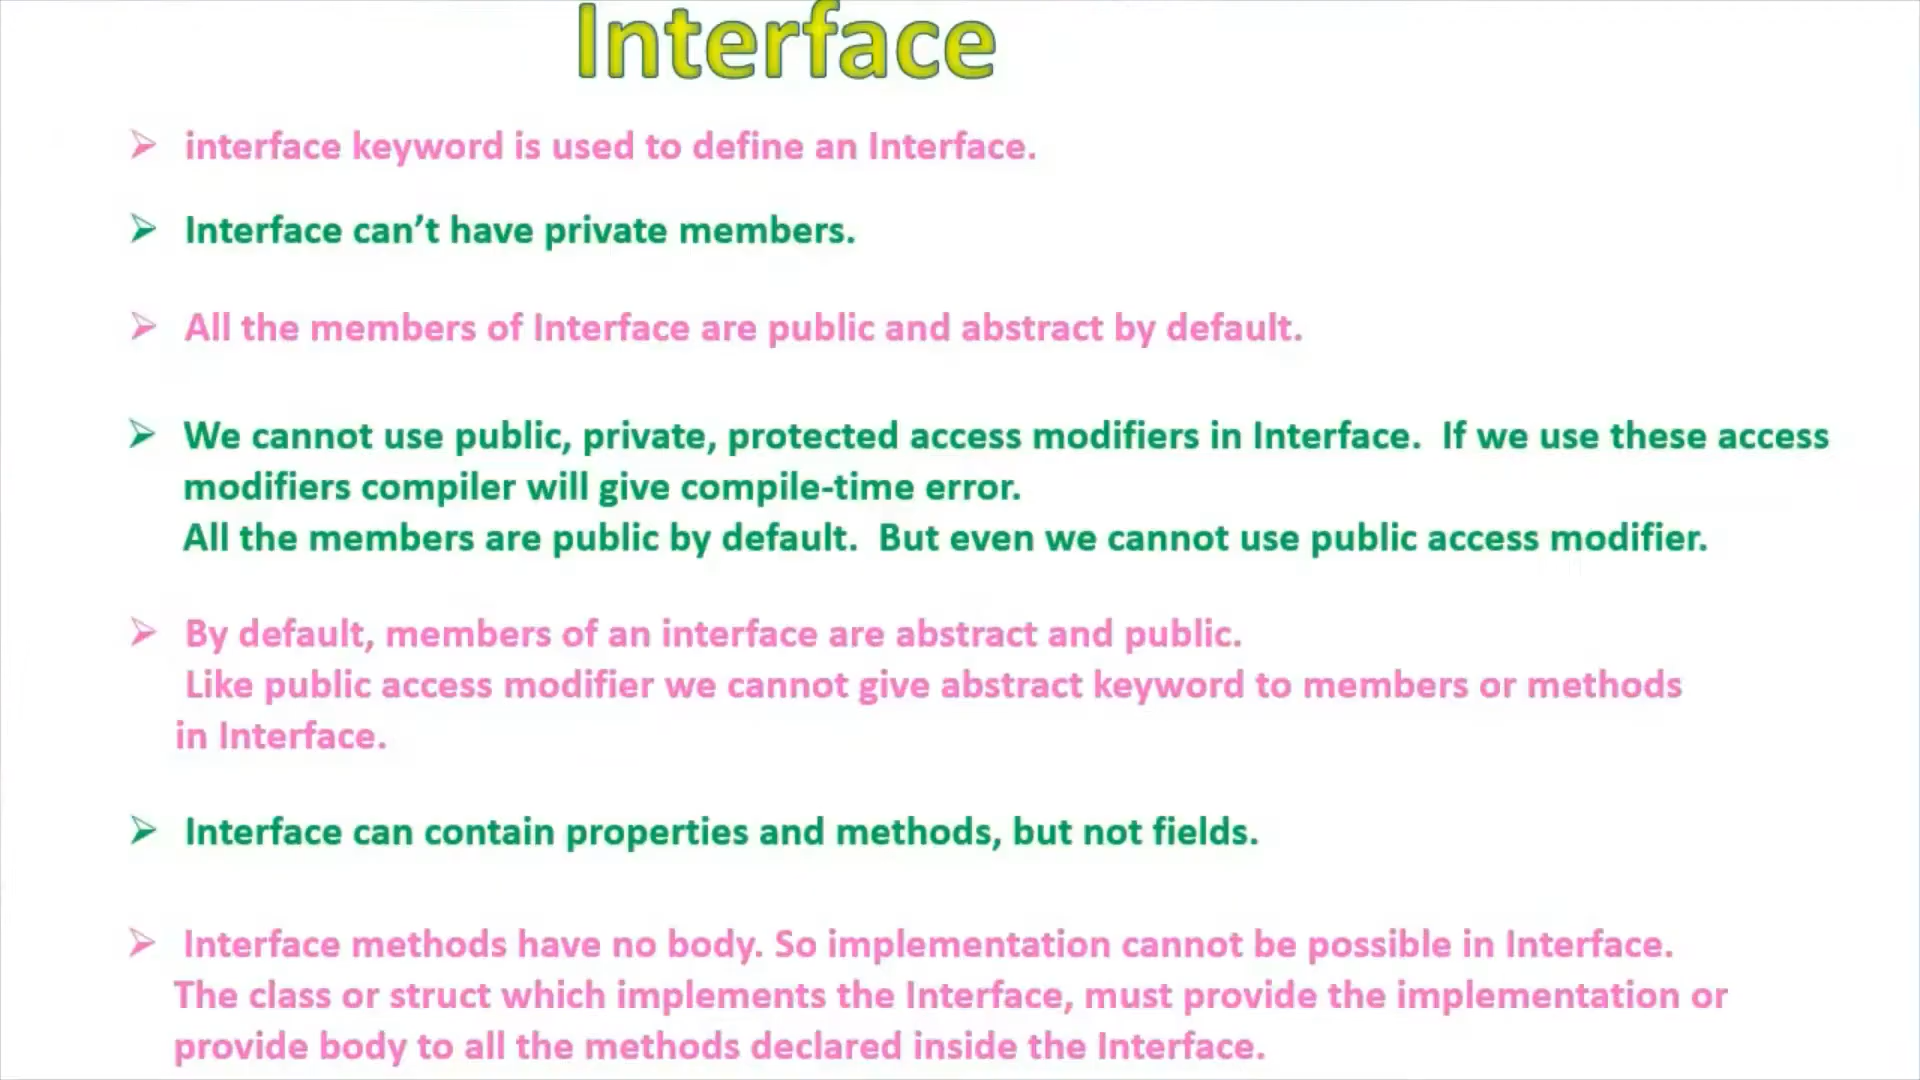 Interface
interface keyword is used to define an Interface.
Interface can’t have private members.
All the members of Interface are public and abstract by default.
We cannot use public, private, protected access modifiers in Interface. If we use these access
modifiers compiler will give compile-time error.
All the members are public by default. But even we cannot use public access modifier.
By default, members of an interface are abstract and public.
Like public access modifier we cannot give abstract keyword to members or methods
in Interface.
Interface can contain properties and methods, but not fields.
Interface methods have no body. So implementation cannot be possible in Interface.
The class or struct which implements the Interface, must provide the implementation or
provide body to all the methods declared inside the Interface.